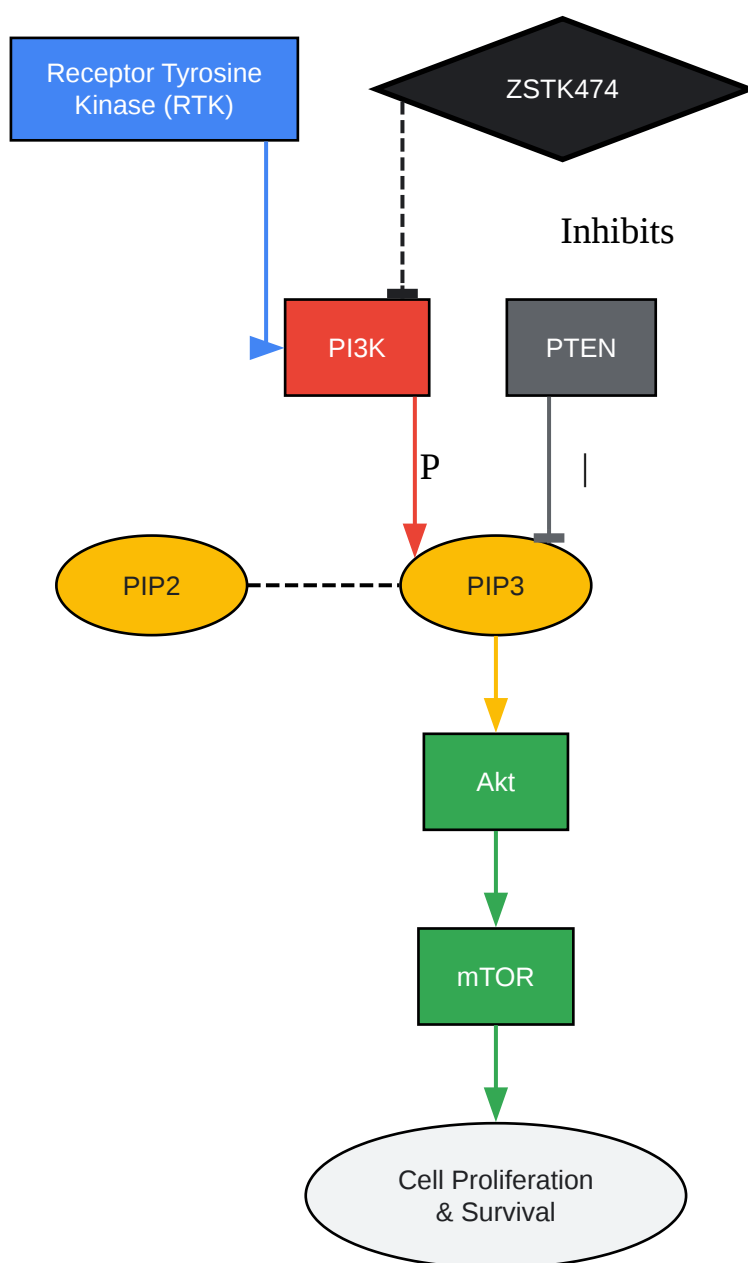 Receptor Tyrosine
Kinase (RTK)
ZSTK474
Inhibits
PI3K
PTEN
P
|
PIP2
PIP3
Akt
mTOR
Cell Proliferation
& Survival